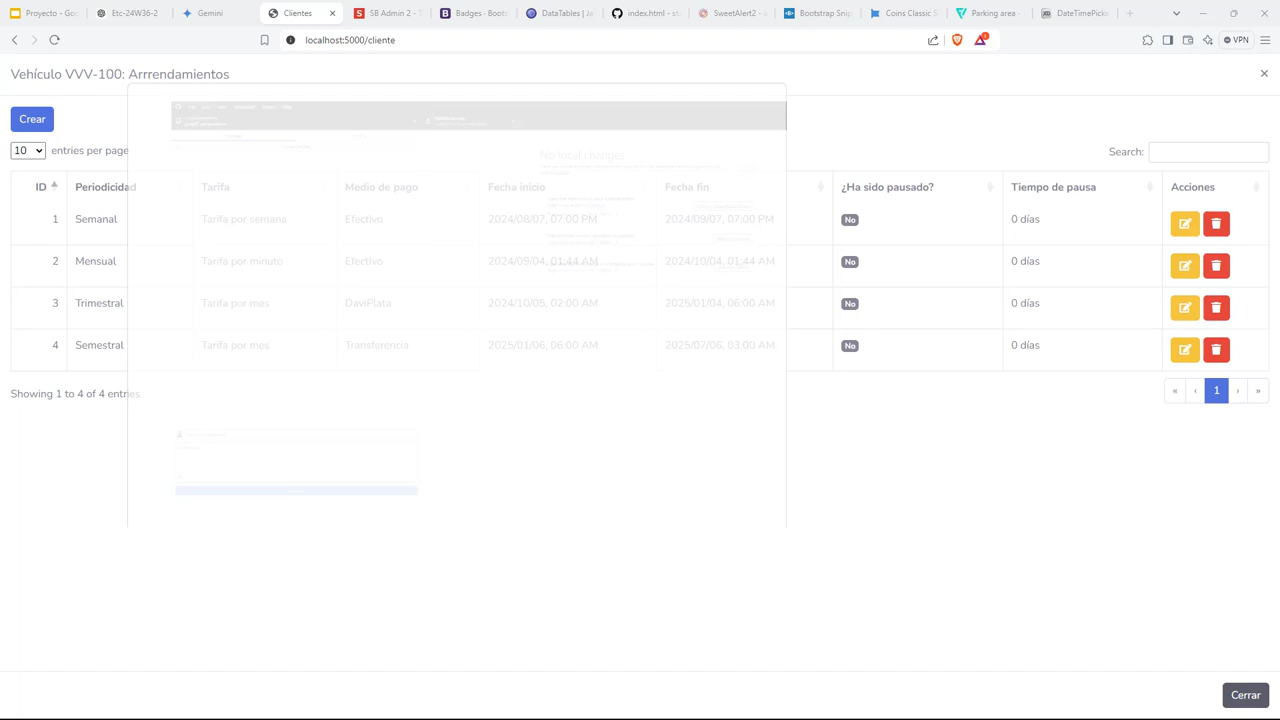 Proyecto - Goo
Etc-24W36-2
Gemini
Clientes
SB Admin 2 - T
Badges · Boots
DataTables | Ja
index.html - sta
SweetAlert2 - a
Bootstrap Snip
Coins Classic S
Parking area -
DateTimePicke
localhost:5000/cliente
VPN
Vehículo VVV-100: Arrrendamientos
Crear
10 entries per page
Search:
No local changes
ID Periodicidad Tarifa Medio de pago Fecha inicio Fecha fin ¿Ha sido pausado? Tiempo de pausa Acciones
1 Semanal Tarifa por semana Efectivo 2024/08/07, 07:00 PM 2024/09/07, 07:00 PM No 0 días
2 Mensual Tarifa por minuto Efectivo 2024/09/04, 01:44 AM 2024/10/04, 01:44 AM No 0 días
3 Trimestral Tarifa por mes DaviPlata 2024/10/05, 02:00 AM 2025/01/04, 06:00 AM No 0 días
4 Semestral Tarifa por mes Transferencia 2025/01/06, 06:00 AM 2025/07/06, 03:00 AM No 0 días
Showing 1 to 4 of 4 entries
« ‹ 1 › »
Cerrar